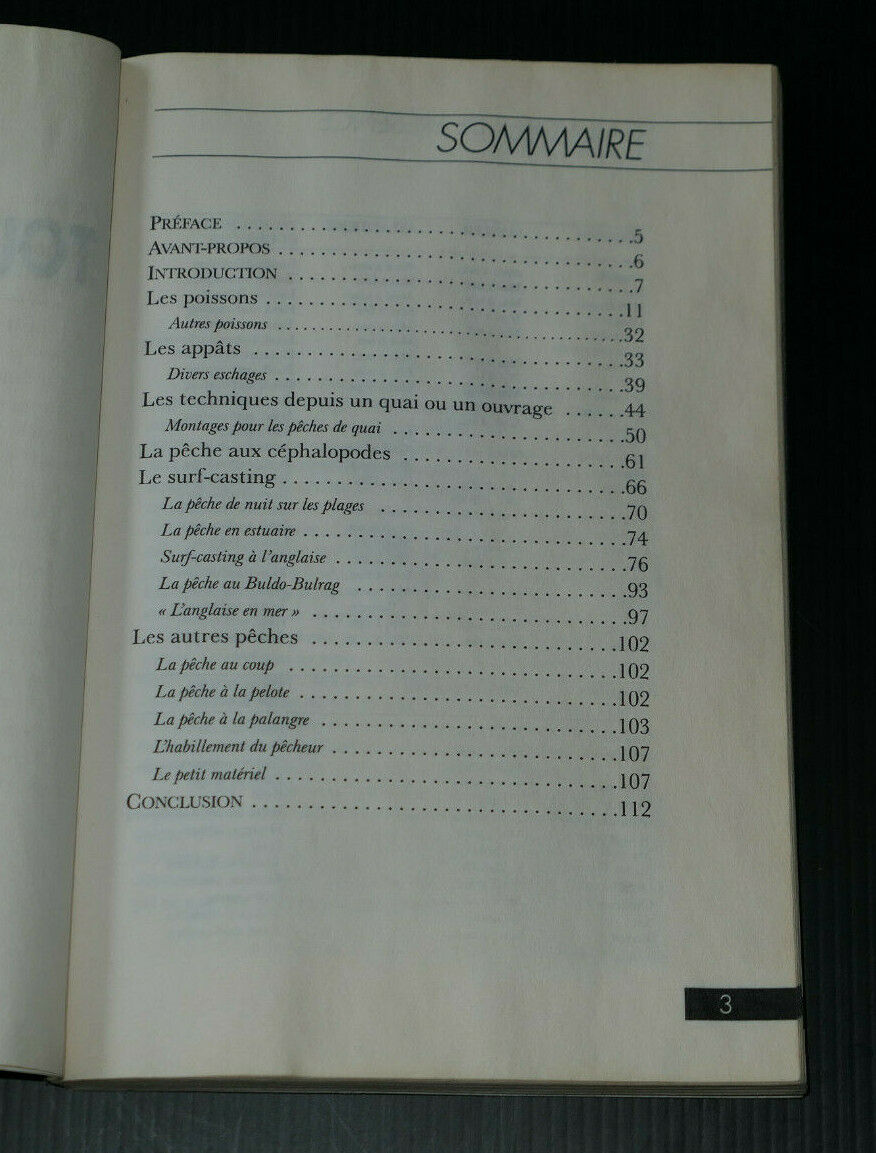 SOMMAIRE
PRÉFACE . . . . . . . . . . . . . . . . . . . . . . . . . . . . . . . . . . . . . .5
AVANT-PROPOS . . . . . . . . . . . . . . . . . . . . . . . . . . . . . . . . . .6
INTRODUCTION . . . . . . . . . . . . . . . . . . . . . . . . . . . . . . . . .7
Les poissons . . . . . . . . . . . . . . . . . . . . . . . . . . . . . . . . . . .11
Autres poissons . . . . . . . . . . . . . . . . . . . . . . . . . . . . . . . . . .32
Les appâts . . . . . . . . . . . . . . . . . . . . . . . . . . . . . . . . . . . .33
Divers eschages . . . . . . . . . . . . . . . . . . . . . . . . . . . . . . . . . .39
Les techniques depuis un quai ou un ouvrage . . . . . .44
Montages pour les pêches de quai . . . . . . . . . . . . . . . . . . . . .50
La pêche aux céphalopodes . . . . . . . . . . . . . . . . . . . . .61
Le surf-casting . . . . . . . . . . . . . . . . . . . . . . . . . . . . . . . . .66
La pêche de nuit sur les plages . . . . . . . . . . . . . . . . . . . . . . .70
La pêche en estuaire . . . . . . . . . . . . . . . . . . . . . . . . . . . . . . .74
Surf-casting à l'anglaise . . . . . . . . . . . . . . . . . . . . . . . . . . . .76
La pêche au Buldo-Bulrag . . . . . . . . . . . . . . . . . . . . . . . . . .93
« L'anglaise en mer » . . . . . . . . . . . . . . . . . . . . . . . . . . . . . .97
Les autres pêches . . . . . . . . . . . . . . . . . . . . . . . . . . . . .102
La pêche au coup . . . . . . . . . . . . . . . . . . . . . . . . . . . . . . .102
La pêche à la pelote . . . . . . . . . . . . . . . . . . . . . . . . . . . . . .102
La pêche à la palangre . . . . . . . . . . . . . . . . . . . . . . . . . . . .103
L'habillement du pêcheur . . . . . . . . . . . . . . . . . . . . . . . . . . .107
Le petit matériel . . . . . . . . . . . . . . . . . . . . . . . . . . . . . . . .107
CONCLUSION . . . . . . . . . . . . . . . . . . . . . . . . . . . . . . . . . .112
3